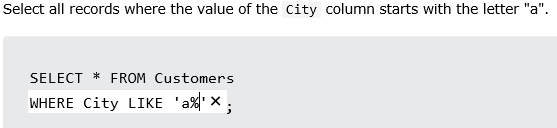 Select all records where the value of the City column starts with the letter "a".
SELECT * FROM Customers
WHERE City LIKE 'a%' ✕ ;